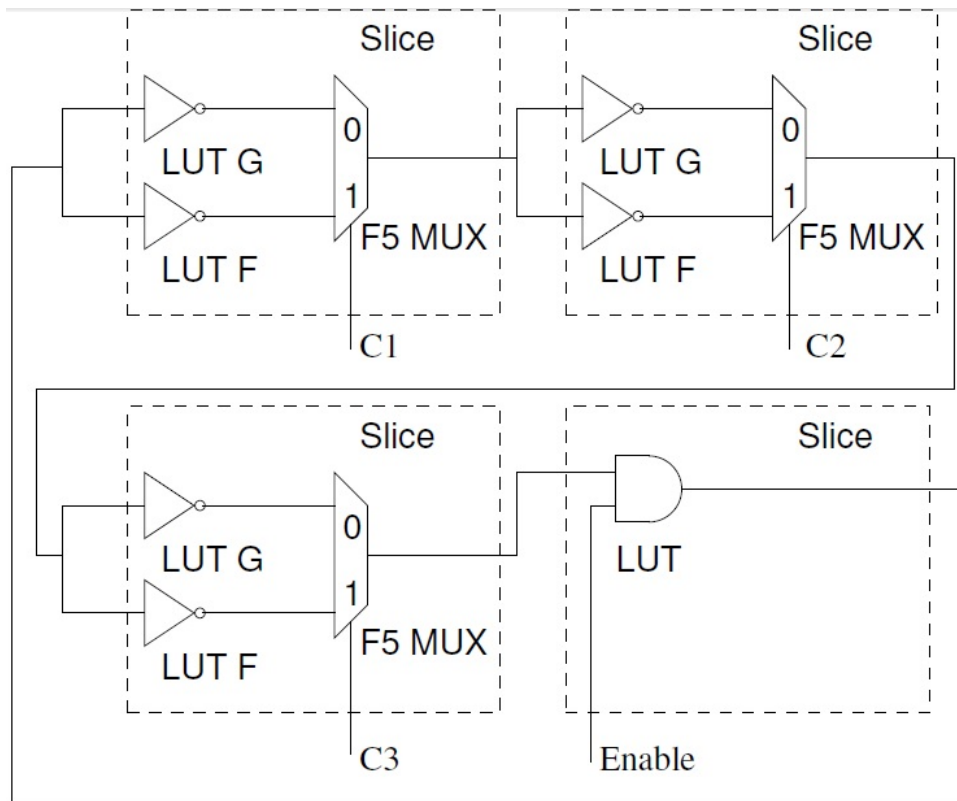 Slice
0
LUT G
1
F5 MUX
LUT F
C1
Slice
0
LUT G
1
F5 MUX
LUT F
C2
Slice
0
LUT G
1
F5 MUX
LUT F
C3
Slice
LUT
Enable